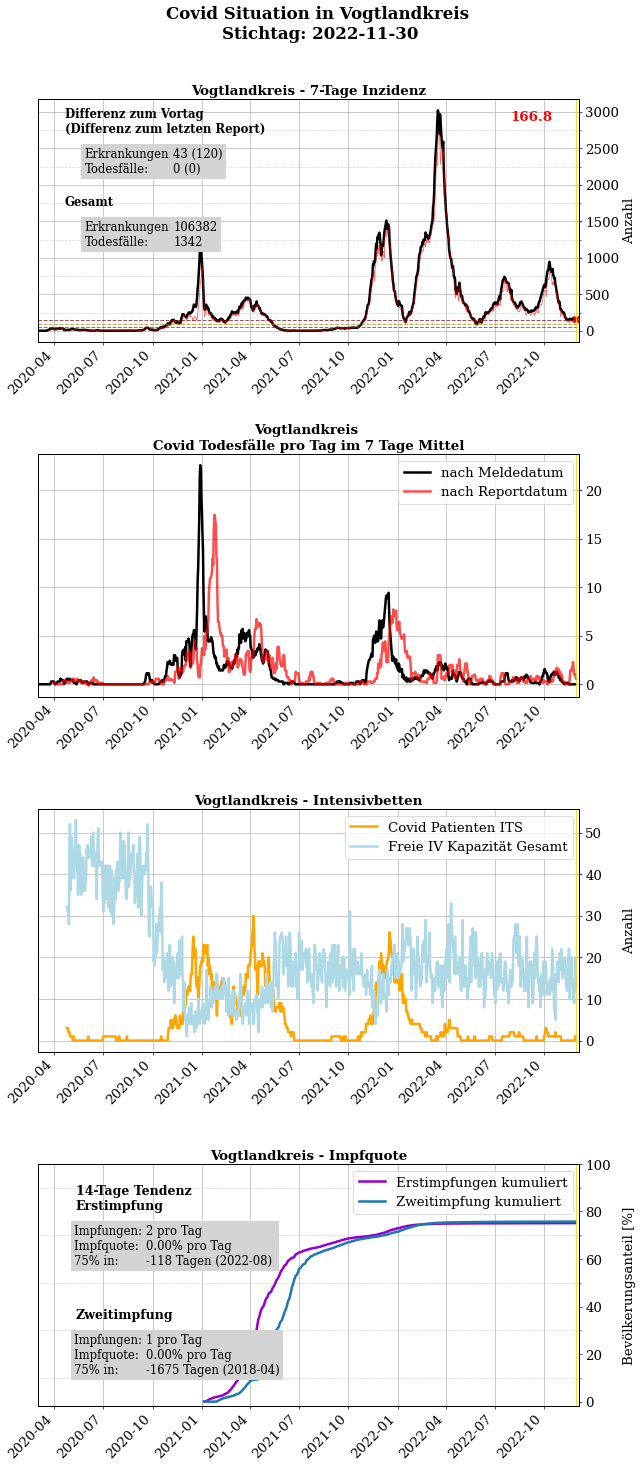 Covid Situation in Vogtlandkreis
Stichtag: 2022-11-30
Vogtlandkreis - 7-Tage Inzidenz
Differenz zum Vortag
(Differenz zum letzten Report)
Erkrankungen 43 (120)
Todesfälle: 0 (0)
Gesamt
Erkrankungen 106382
Todesfälle: 1342
166.8
3000
2500
2000
1500
1000
500
0
Anzahl
2020-04 2020-07 2020-10 2021-01 2021-04 2021-07 2021-10 2022-01 2022-04 2022-07 2022-10
Vogtlandkreis
Covid Todesfälle pro Tag im 7 Tage Mittel
nach Meldedatum
nach Reportdatum
20
15
10
5
0
2020-04 2020-07 2020-10 2021-01 2021-04 2021-07 2021-10 2022-01 2022-04 2022-07 2022-10
Vogtlandkreis - Intensivbetten
Covid Patienten ITS
Freie IV Kapazität Gesamt
50
40
30
20
10
0
Anzahl
2020-04 2020-07 2020-10 2021-01 2021-04 2021-07 2021-10 2022-01 2022-04 2022-07 2022-10
Vogtlandkreis - Impfquote
14-Tage Tendenz
Erstimpfung
Impfungen: 2 pro Tag
Impfquote: 0.00% pro Tag
75% in: -118 Tagen (2022-08)
Zweitimpfung
Impfungen: 1 pro Tag
Impfquote: 0.00% pro Tag
75% in: -1675 Tagen (2018-04)
Erstimpfungen kumuliert
Zweitimpfung kumuliert
100
80
60
40
20
0
Bevölkerungsanteil [%]
2020-04 2020-07 2020-10 2021-01 2021-04 2021-07 2021-10 2022-01 2022-04 2022-07 2022-10